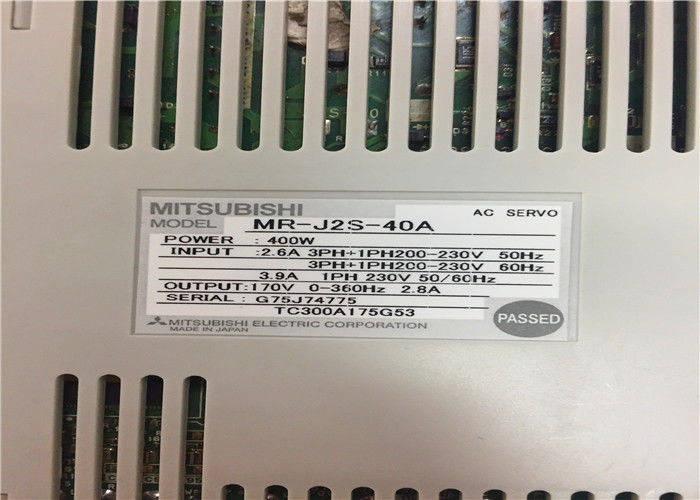 MITSUBISHI AC SERVO
MODEL MR-J2S-40A
POWER : 400W
INPUT :2.6A 3PH+1PH200-230V 50Hz
3PH+1PH200-230V 60Hz
3.9A 1PH 230V 50/60Hz
OUTPUT:170V 0-360Hz 2.8A
SERIAL : G75J74775
TC300A175G53
MITSUBISHI ELECTRIC CORPORATION
MADE IN JAPAN
PASSED